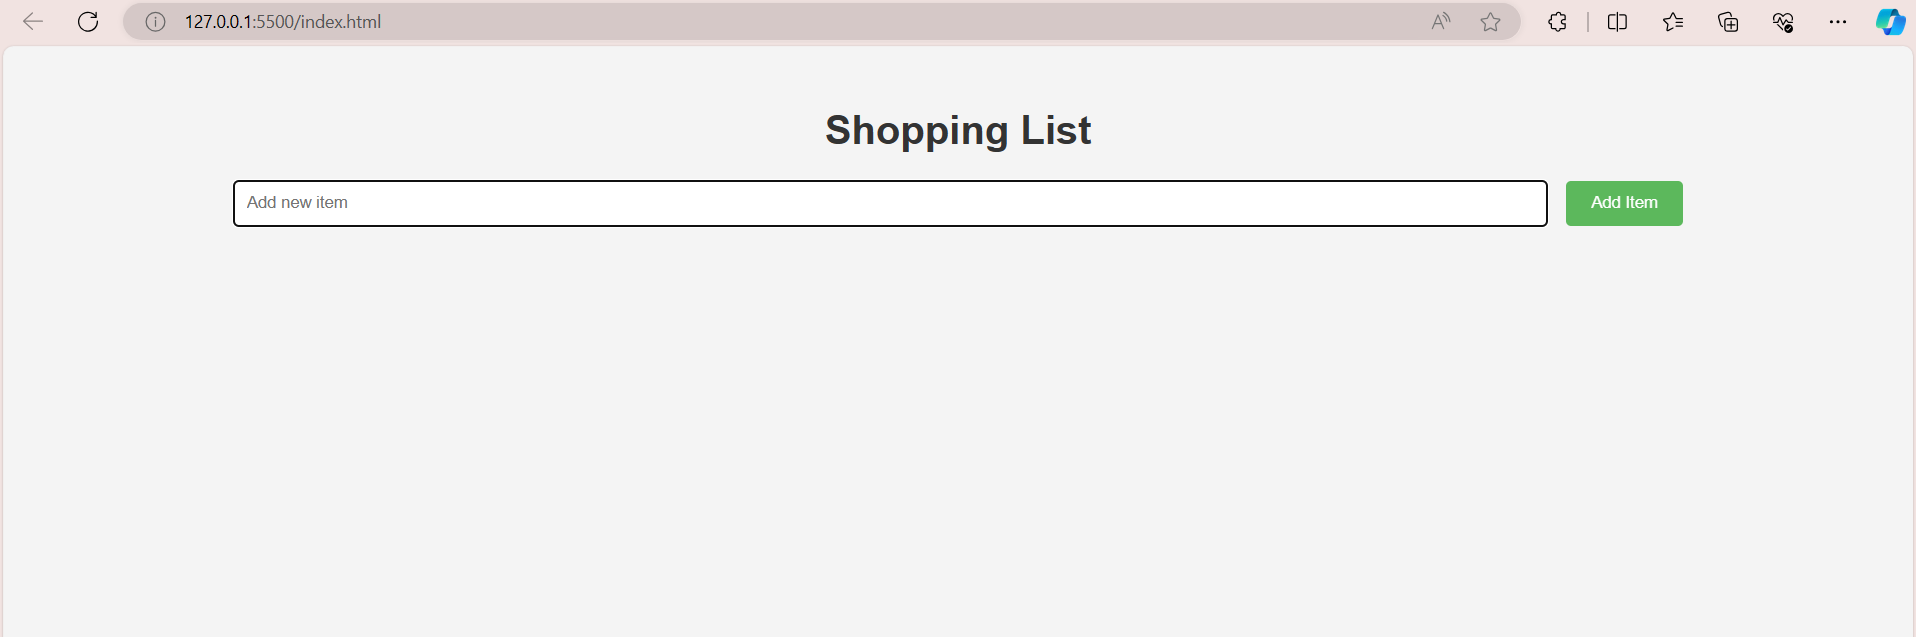 127.0.0.1:5500/index.html
Shopping List
Add new item
Add Item